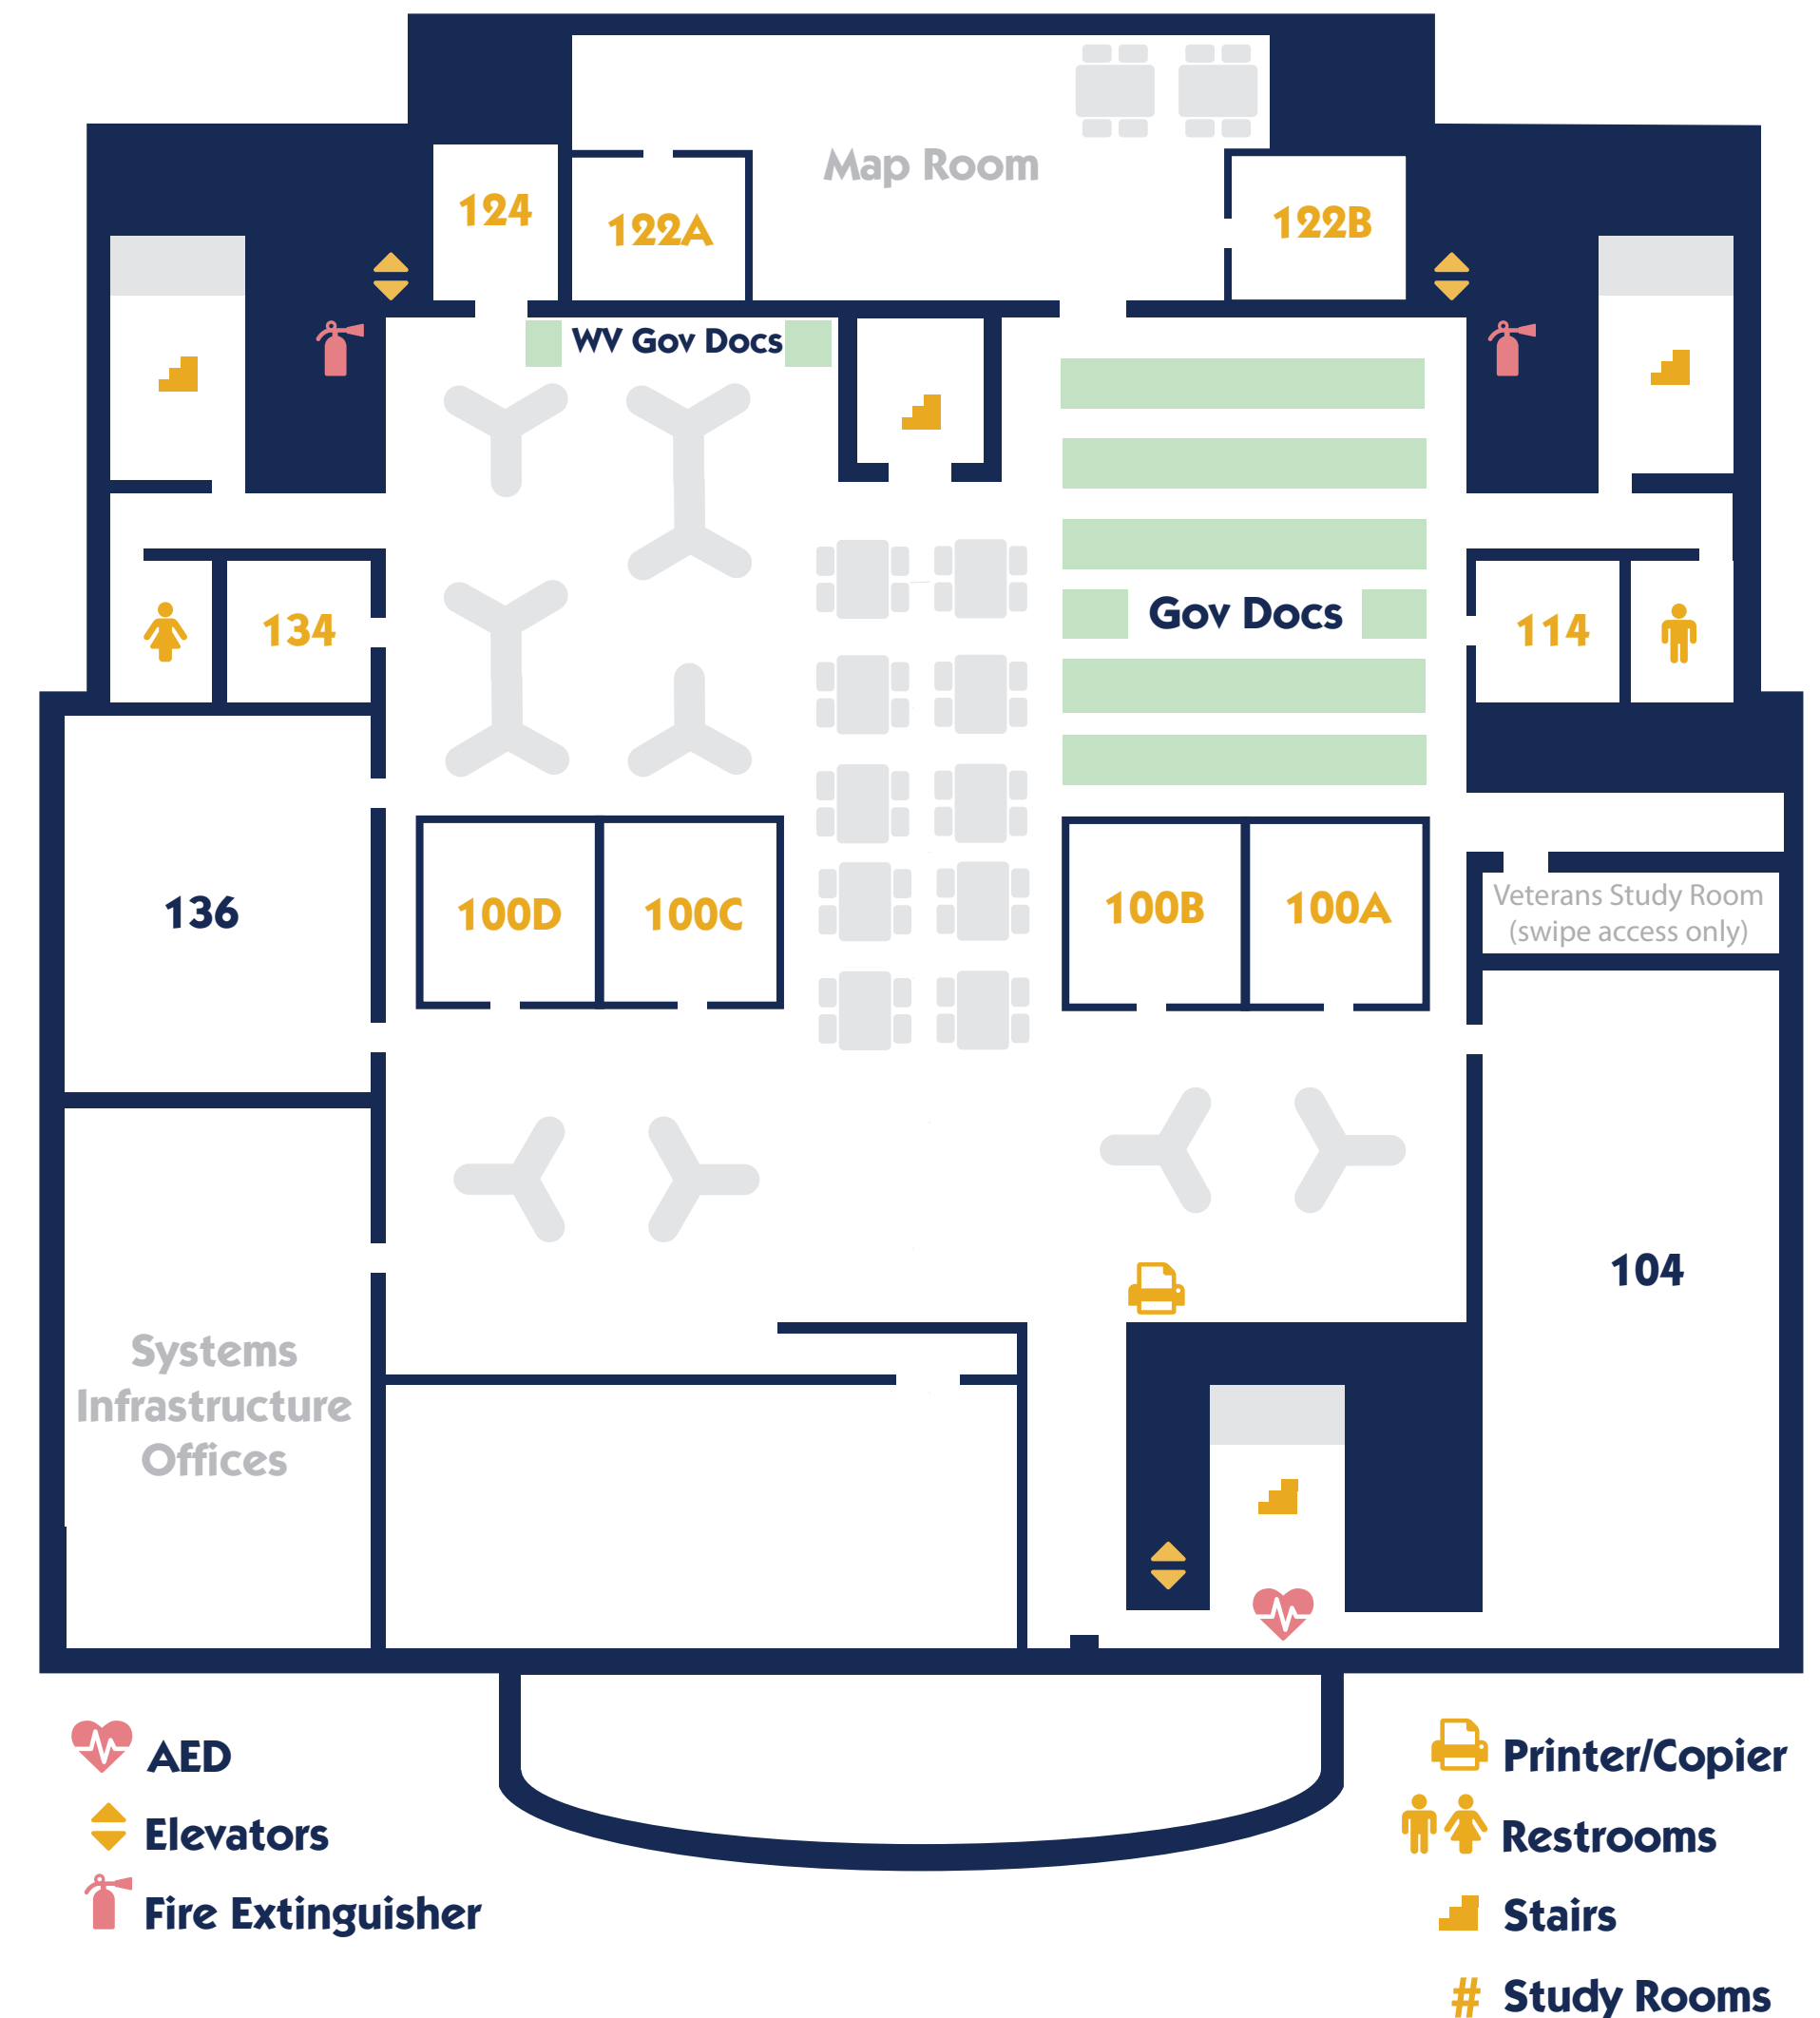 Map Room
124
122A
122B
WV Gov Docs
Gov Docs
134
114
136
100D
100C
100B
100A
Veterans Study Room
(swipe access only)
104
Systems
Infrastructure
Offices
AED
Elevators
Fire Extinguisher
Printer/Copier
Restrooms
Stairs
# Study Rooms